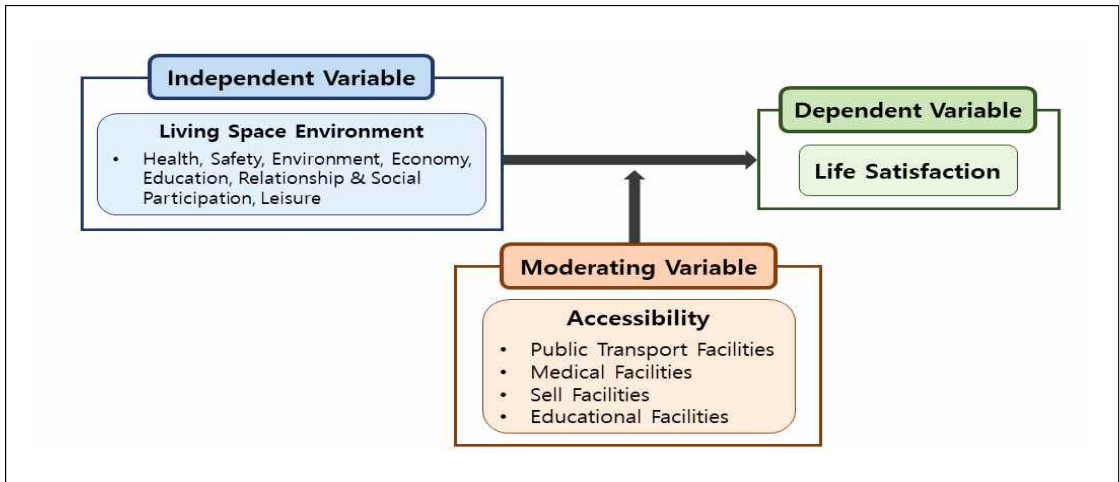 Independent Variable
Living Space Environment
• Health, Safety, Environment, Economy,
Education, Relationship & Social
Participation, Leisure
Dependent Variable
Life Satisfaction
Moderating Variable
Accessibility
• Public Transport Facilities
• Medical Facilities
• Sell Facilities
• Educational Facilities